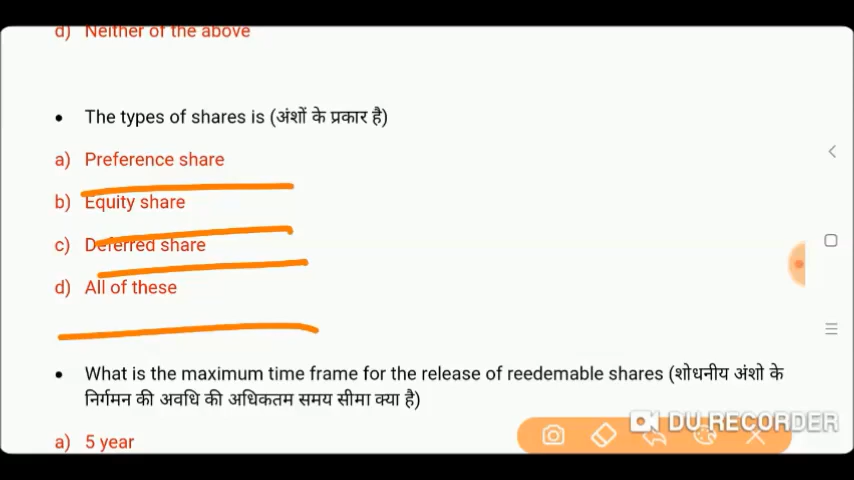 d) Neither of the above
• The types of shares is (अंशों के प्रकार है)
a) Preference share
b) Equity share
c) Deferred share
d) All of these
• What is the maximum time frame for the release of reedemable shares (शोधनीय अंशो के
निर्गमन की अवधि की अधिकतम समय सीमा क्या है)
DU RECORDER
a) 5 year